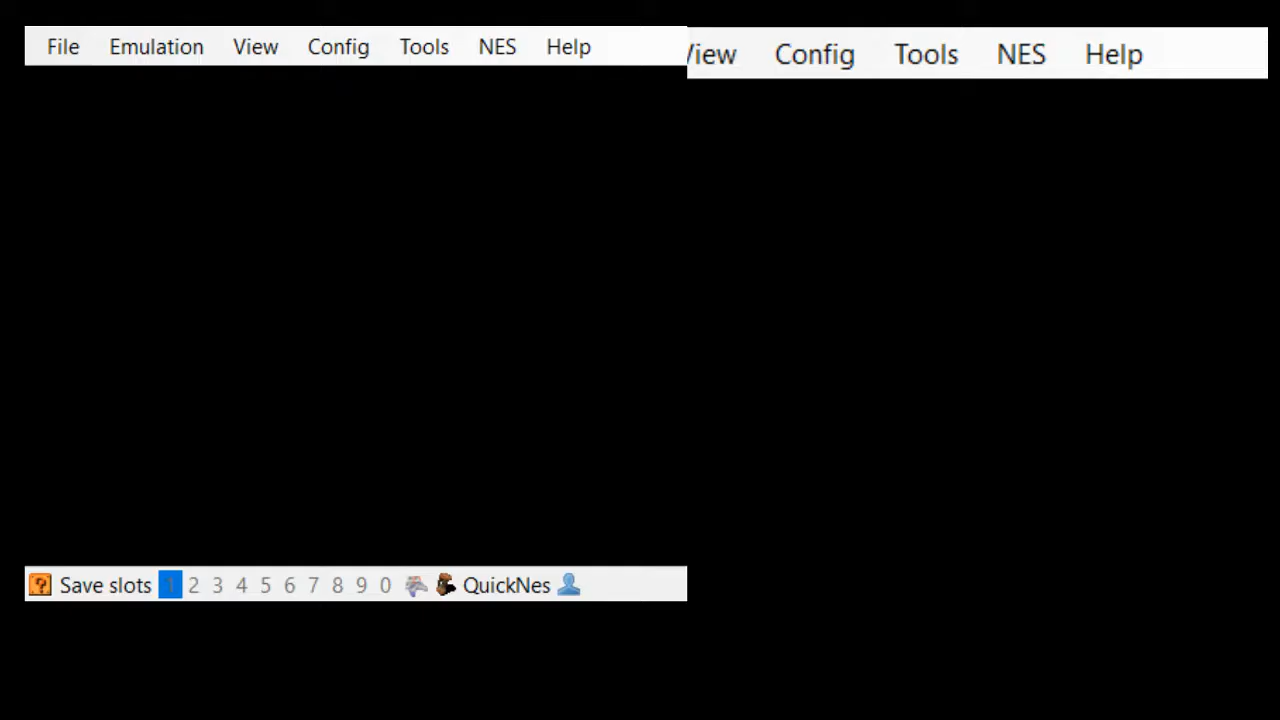 File Emulation View Config Tools NES Help
View Config Tools NES Help
Save slots 1 2 3 4 5 6 7 8 9 0 QuickNes